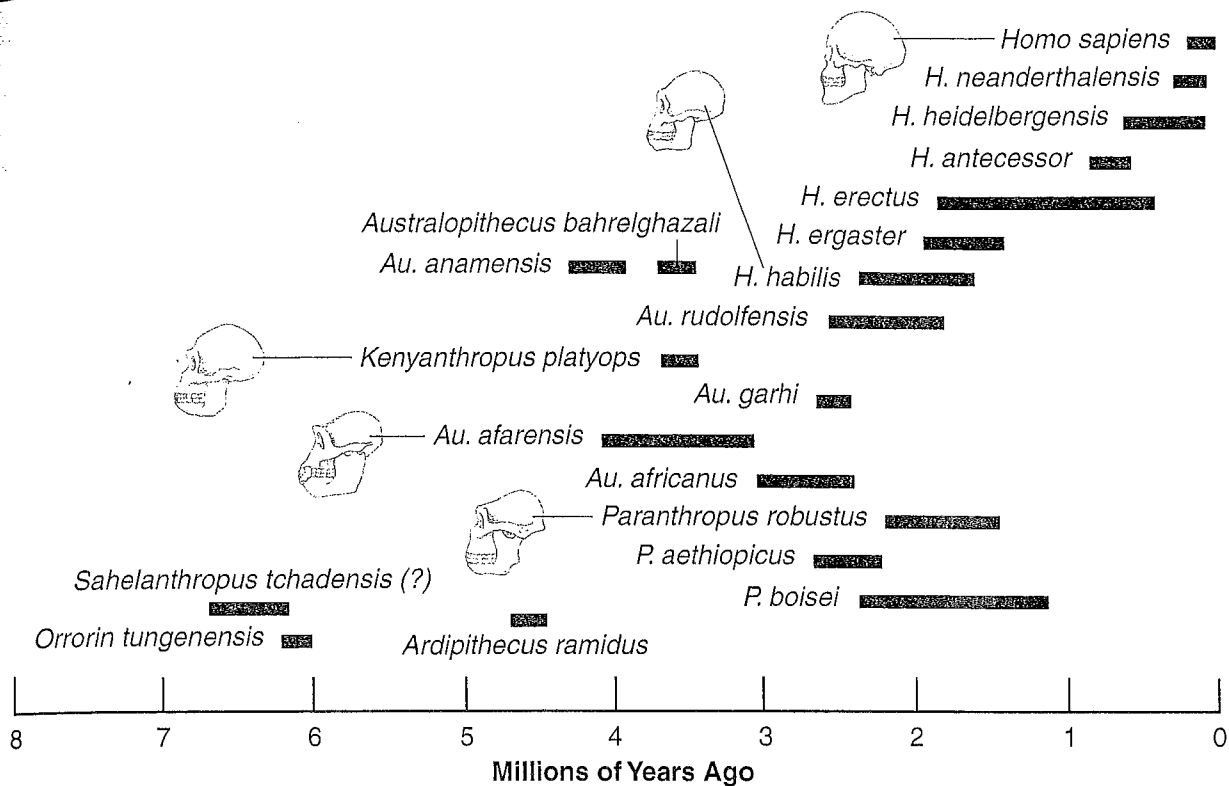 Homo sapiens
H. neanderthalensis
H. heidelbergensis
H. antecessor
H. erectus
Australopithecus bahrelghazali
H. ergaster
Au. anamensis
H. habilis
Au. rudolfensis
Kenyanthropus platyops
Au. garhi
Au. afarensis
Au. africanus
Paranthropus robustus
P. aethiopicus
Sahelanthropus tchadensis (?)
P. boisei
Orrorin tungenensis
Ardipithecus ramidus
8 7 6 5 4 3 2 1 0
Millions of Years Ago